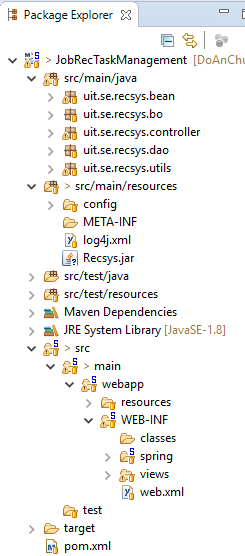 Package Explorer
> JobRecTaskManagement [DoAnChu
src/main/java
uit.se.recsys.bean
uit.se.recsys.bo
uit.se.recsys.controller
uit.se.recsys.dao
uit.se.recsys.utils
> src/main/resources
config
META-INF
log4j.xml
Recsys.jar
src/test/java
src/test/resources
Maven Dependencies
JRE System Library [JavaSE-1.8]
> src
> main
> webapp
> resources
> WEB-INF
classes
> spring
> views
web.xml
test
target
pom.xml